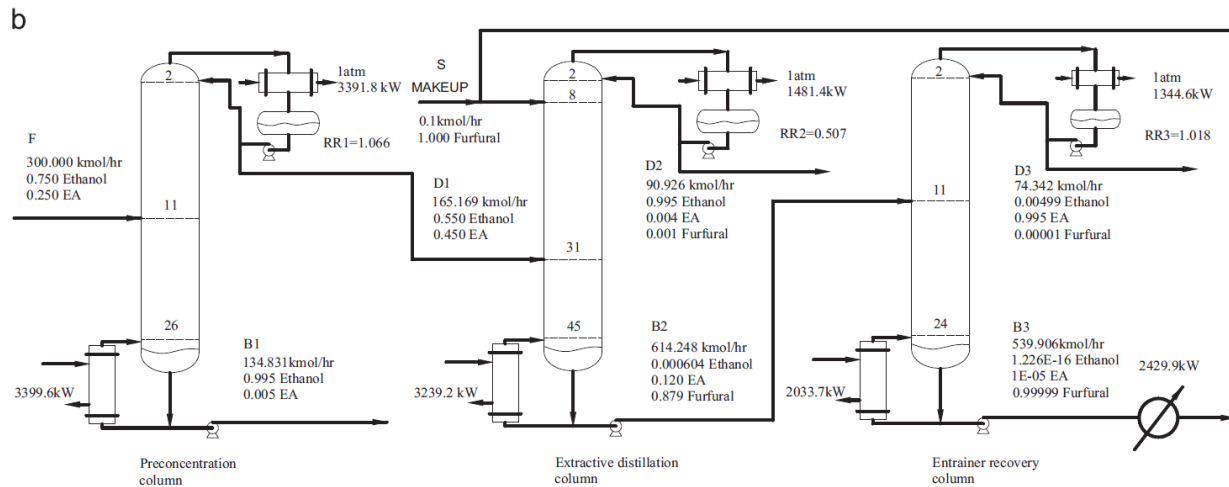 b
2
1atm
3391.8 kW
RR1=1.066
F
300.000 kmol/hr
0.750 Ethanol
0.250 EA
11
26
3399.6kW
B1
134.831kmol/hr
0.995 Ethanol
0.005 EA
Preconcentration
column
S
MAKEUP
0.1kmol/hr
1.000 Furfural
D1
165.169 kmol/hr
0.550 Ethanol
0.450 EA
2
8
31
45
1atm
1481.4kW
RR2=0.507
D2
90.926 kmol/hr
0.995 Ethanol
0.004 EA
0.001 Furfural
3239.2 kW
B2
614.248 kmol/hr
0.000604 Ethanol
0.120 EA
0.879 Furfural
Extractive distillation
column
2
11
24
1atm
1344.6kW
RR3=1.018
D3
74.342 kmol/hr
0.00499 Ethanol
0.995 EA
0.00001 Furfural
2033.7kW
B3
539.906kmol/hr
1.226E-16 Ethanol
1E-05 EA
0.99999 Furfural
2429.9kW
Entrainer recovery
column